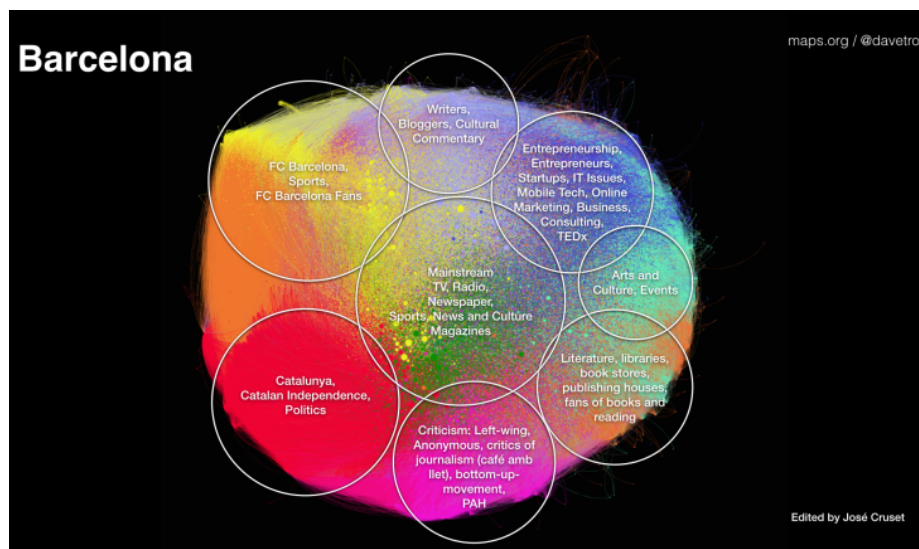 Barcelona
maps.org / @davetro
Writers,
Bloggers, Cultural
Commentary
FC Barcelona,
Sports,
FC Barcelona Fans
Entrepreneurship,
Entrepreneurs,
Startups, IT Issues,
Mobile Tech, Online
Marketing, Business,
Consulting,
TEDx
Mainstream
TV, Radio,
Newspaper,
Sports, News and Culture
Magazines
Arts and
Culture, Events
Catalunya,
Catalan Independence,
Politics
Literature, libraries,
book stores,
publishing houses,
fans of books and
reading
Criticism: Left-wing,
Anonymous, critics of
journalism (café amb
llet), bottom-up-
movement,
PAH
Edited by José Cruset